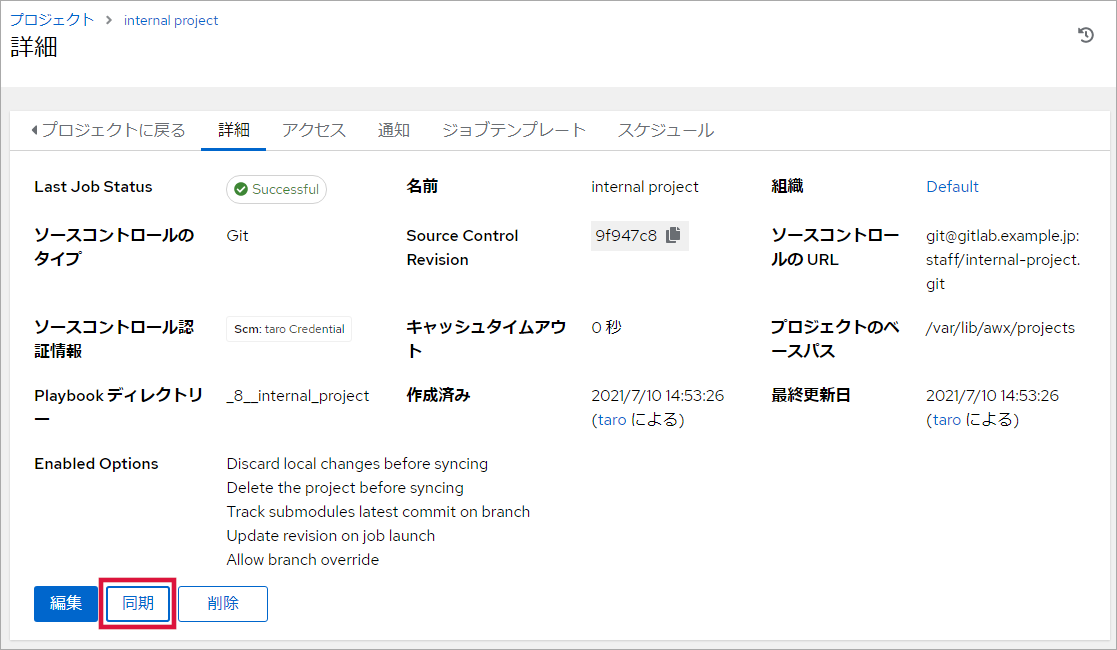 プロジェクト > internal project
詳細
プロジェクトに戻る 詳細 アクセス 通知 ジョブテンプレート スケジュール
Last Job Status Successful 名前 internal project 組織 Default
ソースコントロールの
タイプ
Git
Source Control
Revision
9f947c8
ソースコントロー
ルの URL
git@gitlab.example.jp:
staff/internal-project.
git
ソースコントロール認
証情報
Scm: taro Credential
キャッシュタイムアウ
ト
0 秒
プロジェクトのベ
ースパス
/var/lib/awx/projects
Playbook ディレクトリ
ー
_8__internal_project
作成済み
2021/7/10 14:53:26
(taro による)
最終更新日
2021/7/10 14:53:26
(taro による)
Enabled Options
Discard local changes before syncing
Delete the project before syncing
Track submodules latest commit on branch
Update revision on job launch
Allow branch override
編集 同期 削除